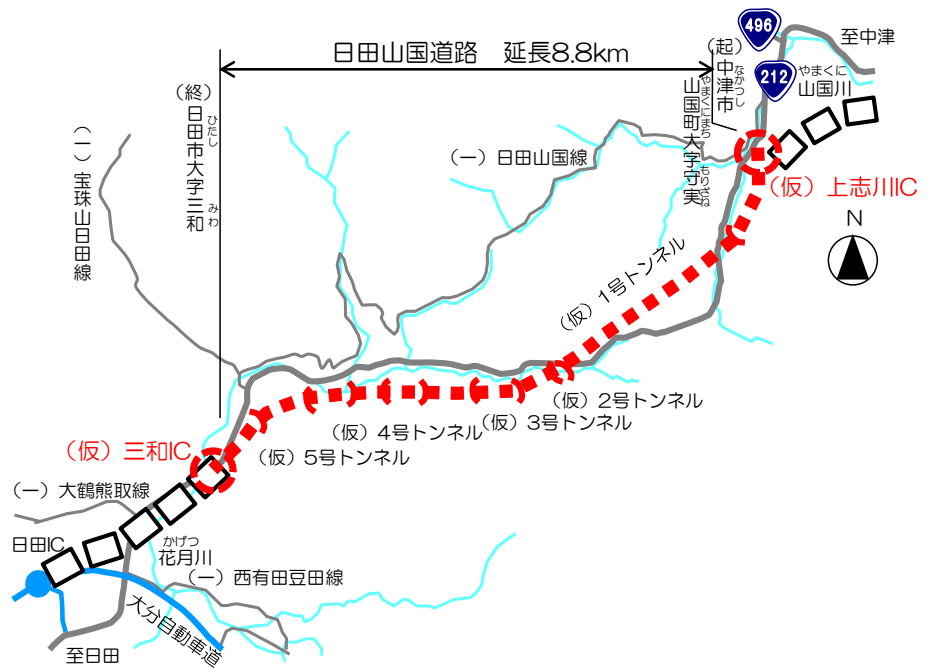 496
至中津
日田山国道路 延長8.8km
(起)中津市
なかつし
山国町大字守実
やまくにまち
もりざね
212
やまくに
山国川
(終)日田市大字三和
ひたし
みわ
(一)宝珠山日田線
(一)日田山国線
(仮)上志川IC
N
(仮)1号トンネル
(仮)2号トンネル
(仮)3号トンネル
(仮)4号トンネル
(仮)5号トンネル
(仮)三和IC
(一)大鶴熊取線
日田IC
かげつ
花月川
(一)西有田豆田線
大分自動車道
至日田